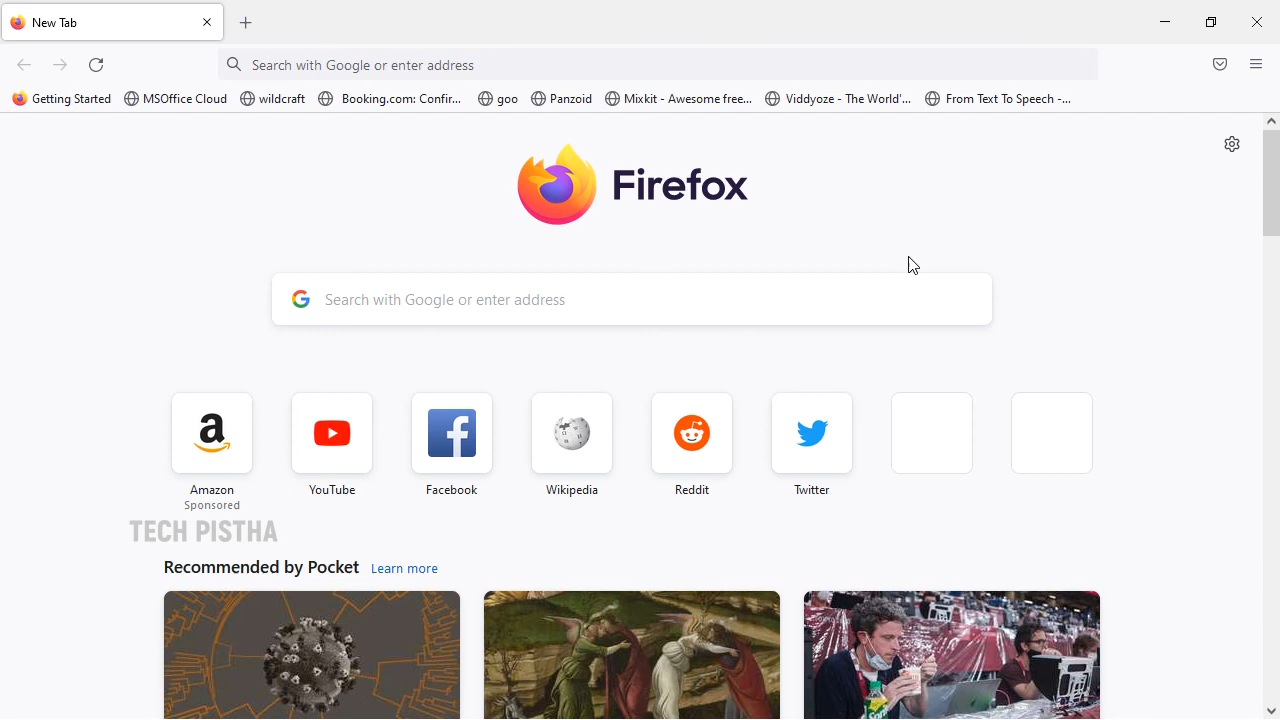 New Tab
Search with Google or enter address
Getting Started MSOffice Cloud wildcraft Booking.com: Confir... goo Panzoid Mixkit - Awesome free... Viddyoze - The World'... From Text To Speech -...
Firefox
Search with Google or enter address
Amazon YouTube Facebook Wikipedia Reddit Twitter
Sponsored
TECH PISTHA
Recommended by Pocket Learn more